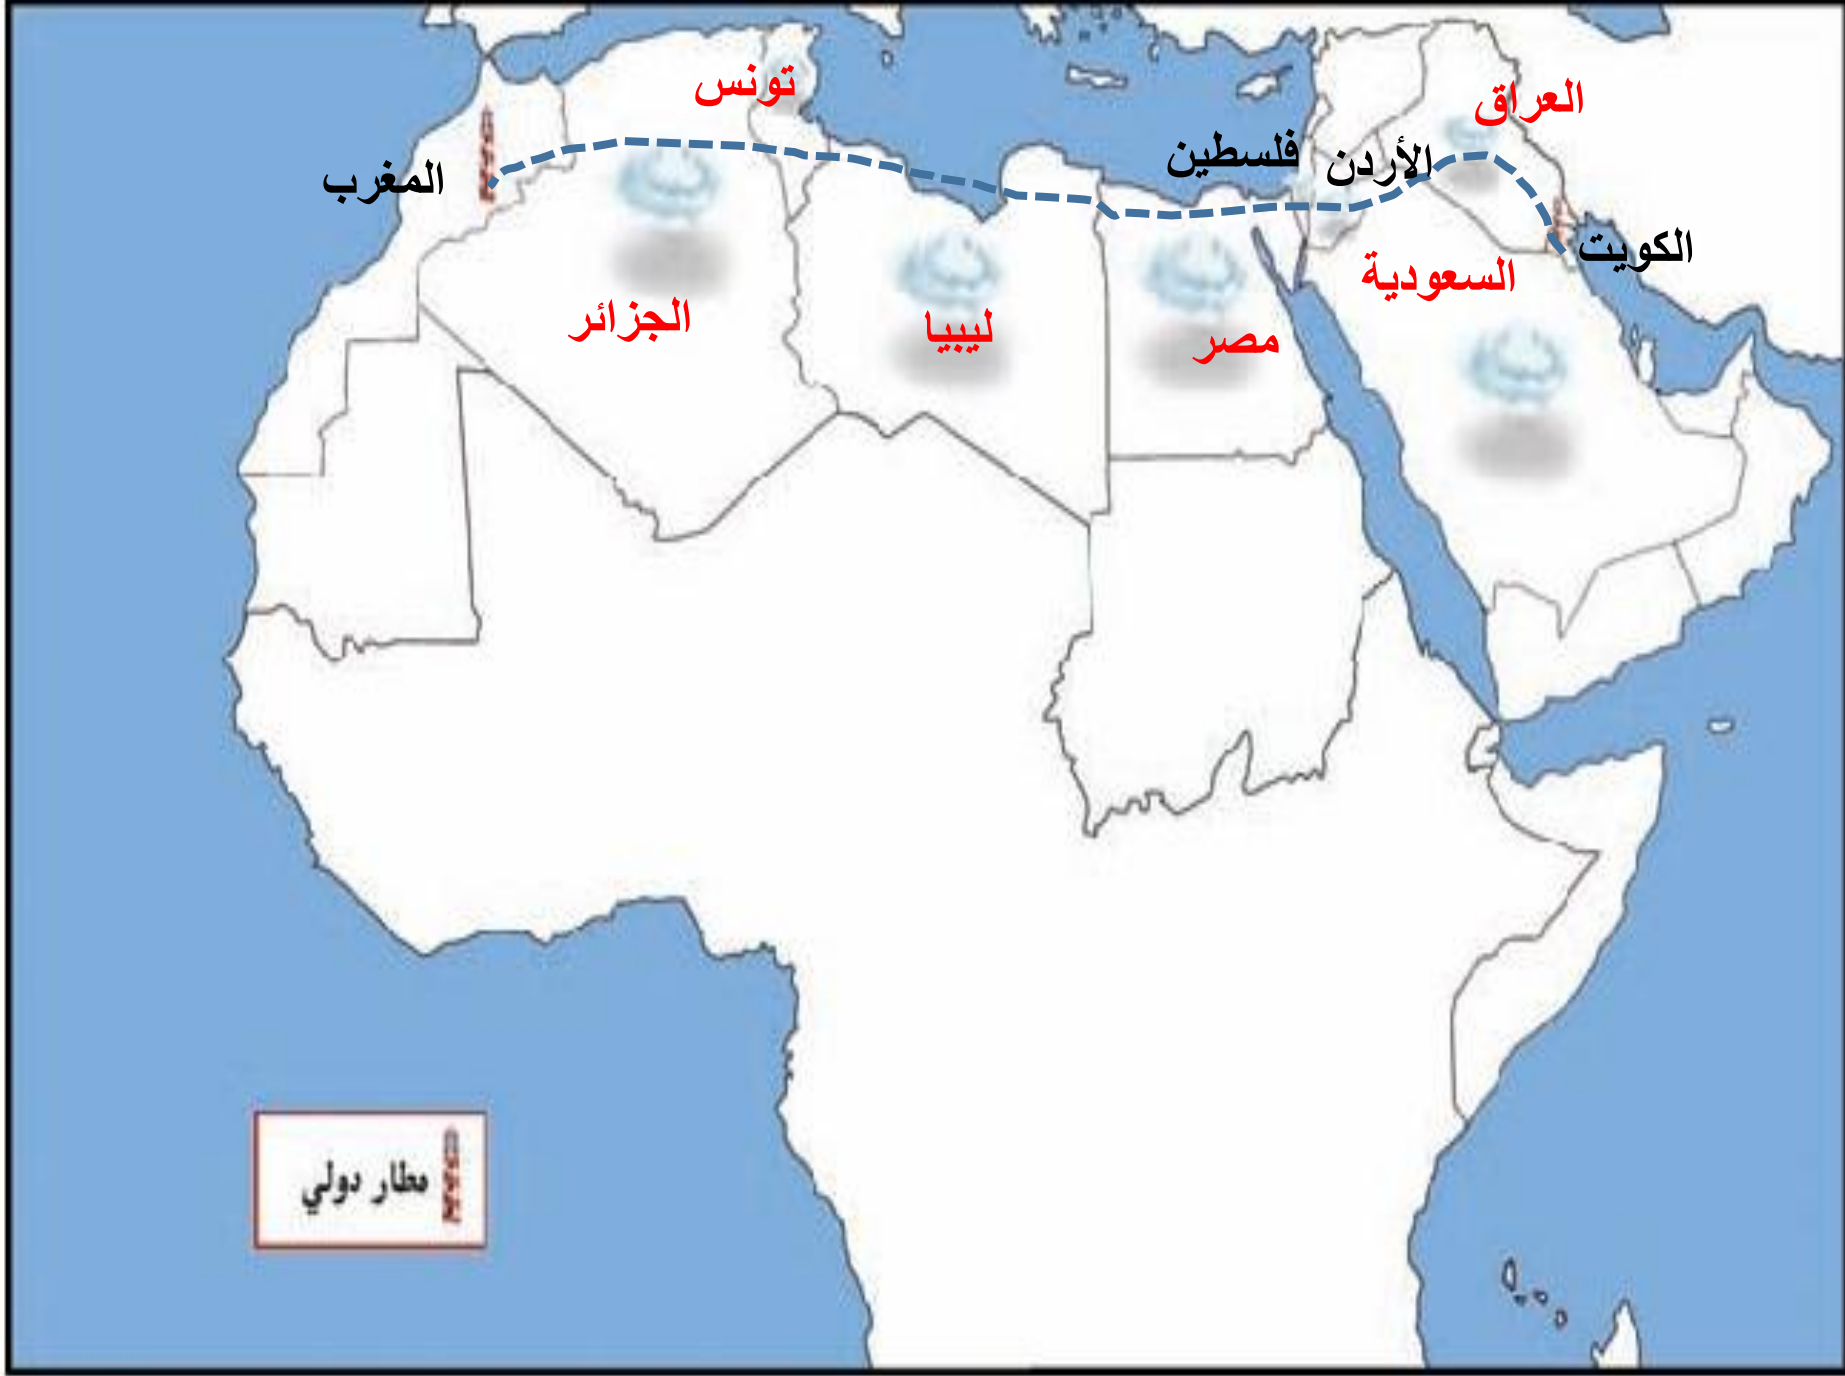 تونس
العراق
فلسطين
الأردن
المغرب
الكويت
السعودية
الجزائر
ليبيا
مصر
مطار دولي